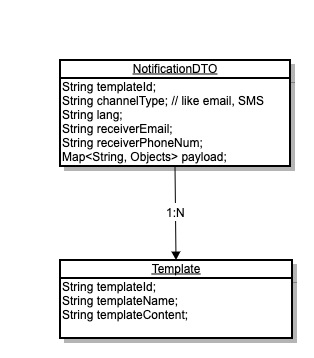 NotificationDTO
String templateId;
String channelType; // like email, SMS
String lang;
String receiverEmail;
String receiverPhoneNum;
Map<String, Objects> payload;
1:N
Template
String templateId;
String templateName;
String templateContent;